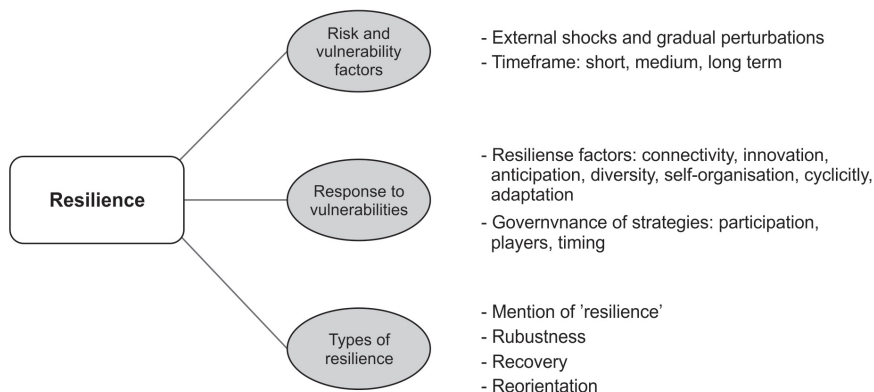 Risk and
vulnerability
factors
- External shocks and gradual perturbations
- Timeframe: short, medium, long term
Resilience
Response to
vulnerabilities
- Resiliense factors: connectivity, innovation,
anticipation, diversity, self-organisation, cyclicitly,
adaptation
- Governvnance of strategies: participation,
players, timing
Types of
resilience
- Mention of ’resilience’
- Rubustness
- Recovery
- Reorientation